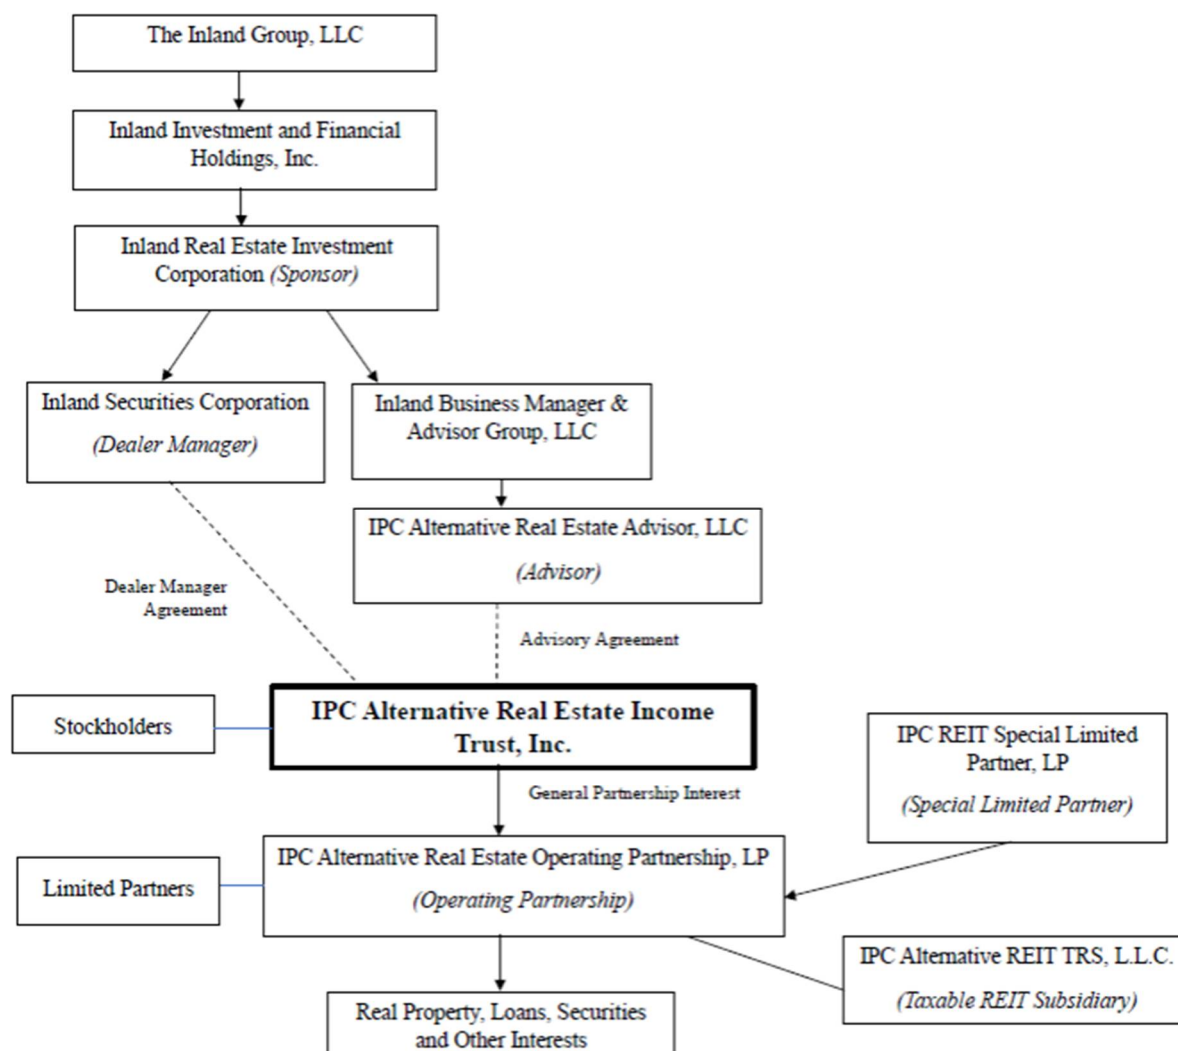 The Inland Group, LLC
Inland Investment and Financial
Holdings, Inc.
Inland Real Estate Investment
Corporation (Sponsor)
Inland Securities Corporation
(Dealer Manager)
Inland Business Manager &
Advisor Group, LLC
IPC Alternative Real Estate Advisor, LLC
(Advisor)
Dealer Manager
Agreement
Advisory Agreement
Stockholders
IPC Alternative Real Estate Income
Trust, Inc.
IPC REIT Special Limited
Partner, LP
(Special Limited Partner)
General Partnership Interest
Limited Partners
IPC Alternative Real Estate Operating Partnership, LP
(Operating Partnership)
IPC Alternative REIT TRS, L.L.C.
(Taxable REIT Subsidiary)
Real Property, Loans, Securities
and Other Interests